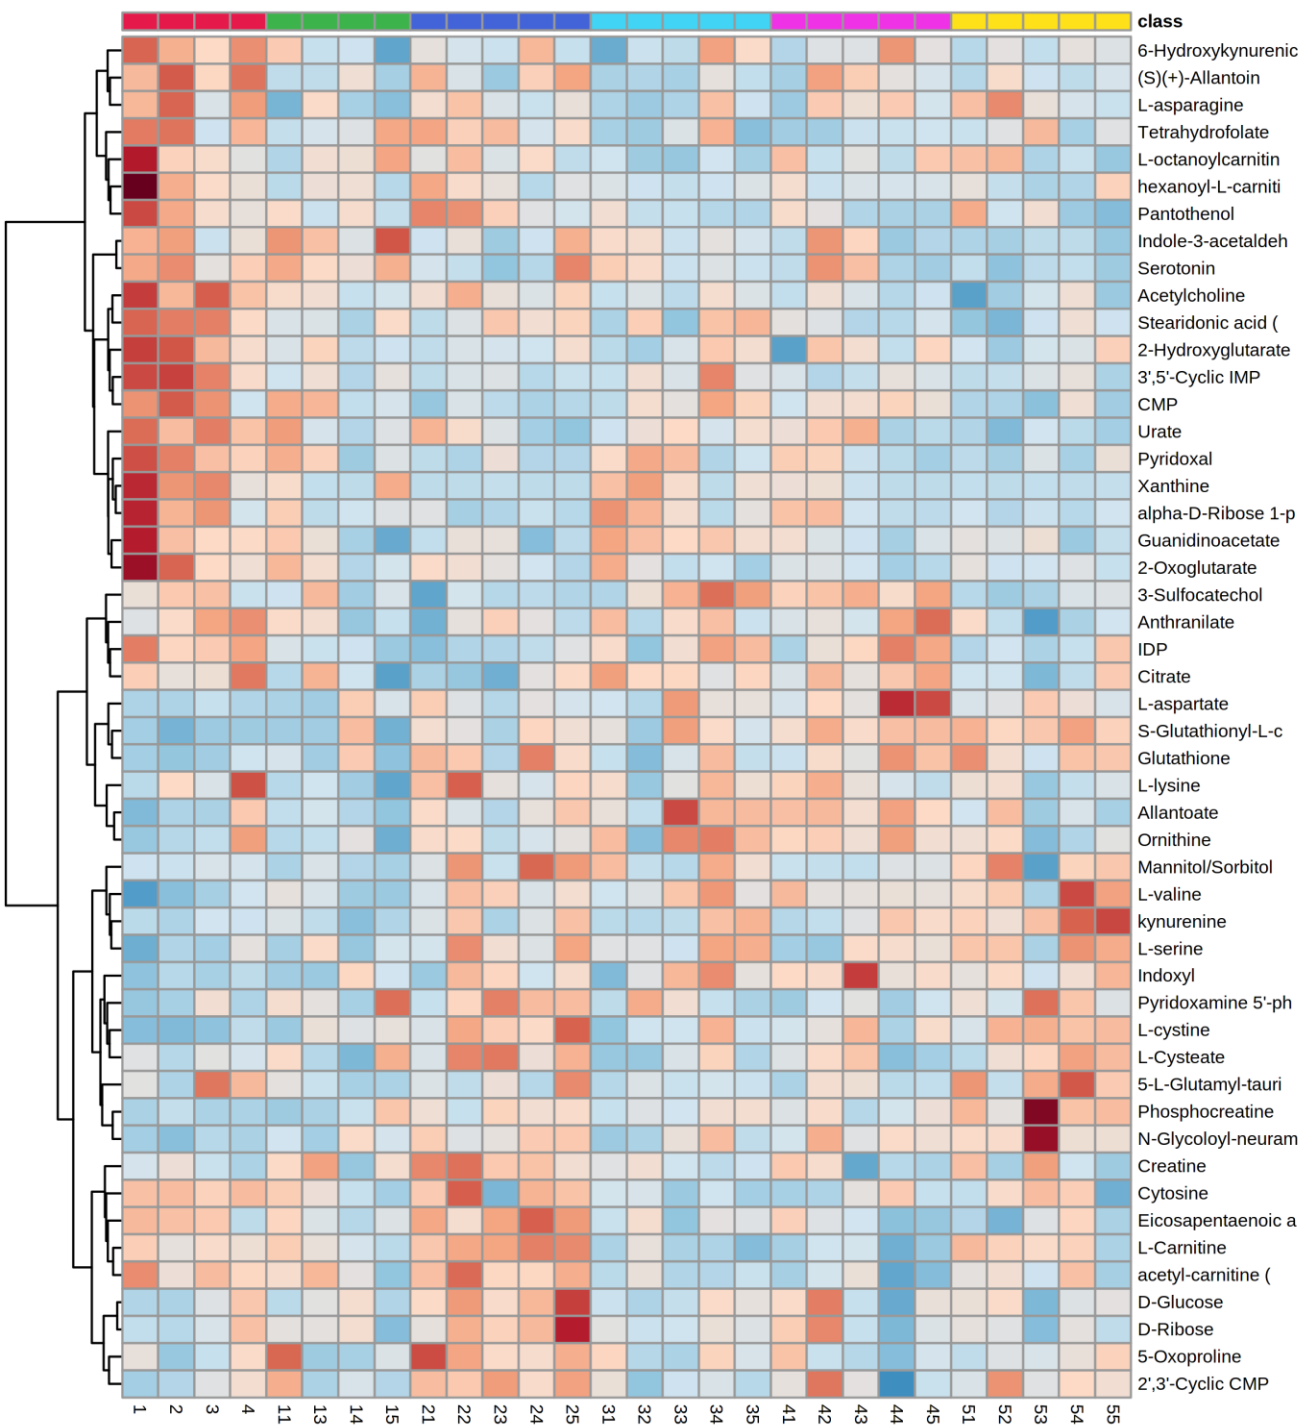 class
6-Hydroxykynurenic
(S)(+)-Allantoin
L-asparagine
Tetrahydrofolate
L-octanoylcarnitin
hexanoyl-L-carniti
Pantothenol
Indole-3-acetaldeh
Serotonin
Acetylcholine
Stearidonic acid (
2-Hydroxyglutarate
3',5'-Cyclic IMP
CMP
Urate
Pyridoxal
Xanthine
alpha-D-Ribose 1-p
Guanidinoacetate
2-Oxoglutarate
3-Sulfocatechol
Anthranilate
IDP
Citrate
L-aspartate
S-Glutathionyl-L-c
Glutathione
L-lysine
Allantoate
Ornithine
Mannitol/Sorbitol
L-valine
kynurenine
L-serine
Indoxyl
Pyridoxamine 5'-ph
L-cystine
L-Cysteate
5-L-Glutamyl-tauri
Phosphocreatine
N-Glycoloyl-neuram
Creatine
Cytosine
Eicosapentaenoic a
L-Carnitine
acetyl-carnitine (
D-Glucose
D-Ribose
5-Oxoproline
2',3'-Cyclic CMP
1 2 3 4 11 13 14 15 21 22 23 24 25 31 32 33 34 35 41 42 43 44 45 51 52 53 54 55